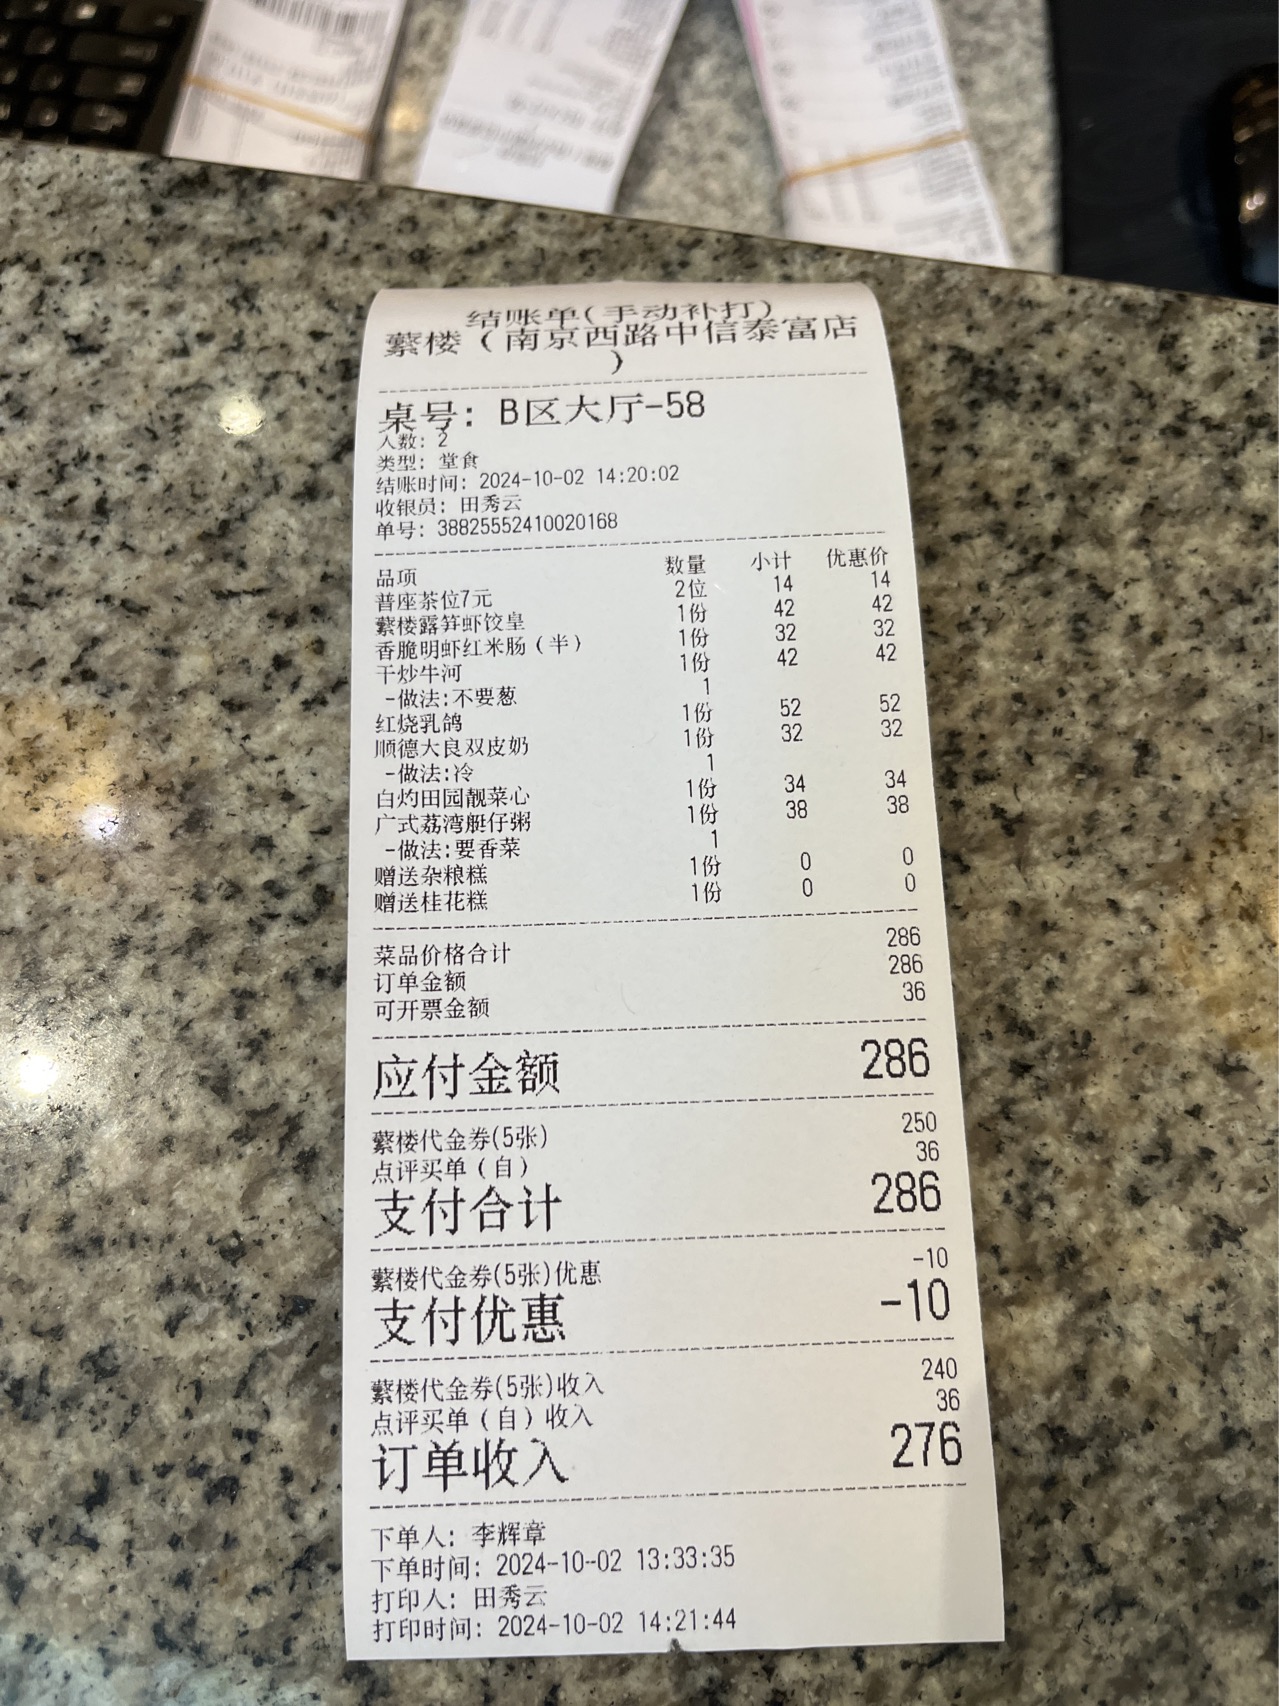 结账单(手动补打)
蘩楼（南京西路中信泰富店
）
桌号: B区大厅-58
人数: 2
类型: 堂食
结账时间: 2024-10-02 14:20:02
收银员: 田秀云
单号: 38825552410020168
品项 数量 小计 优惠价
普座茶位7元 2位 14 14
蘩楼露笋虾饺皇 1份 42 42
香脆明虾红米肠（半） 1份 32 32
干炒牛河 1份 42 42
-做法:不要葱 1
红烧乳鸽 1份 52 52
顺德大良双皮奶 1份 32 32
-做法:冷 1
白灼田园靓菜心 1份 34 34
广式荔湾艇仔粥 1份 38 38
-做法:要香菜 1
赠送杂粮糕 1份 0 0
赠送桂花糕 1份 0 0
菜品价格合计 286
订单金额 286
可开票金额 36
应付金额 286
蘩楼代金券(5张) 250
点评买单（自） 36
支付合计 286
蘩楼代金券(5张)优惠 -10
支付优惠 -10
蘩楼代金券(5张)收入 240
点评买单（自）收入 36
订单收入 276
下单人: 李辉章
下单时间: 2024-10-02 13:33:35
打印人: 田秀云
打印时间: 2024-10-02 14:21:44